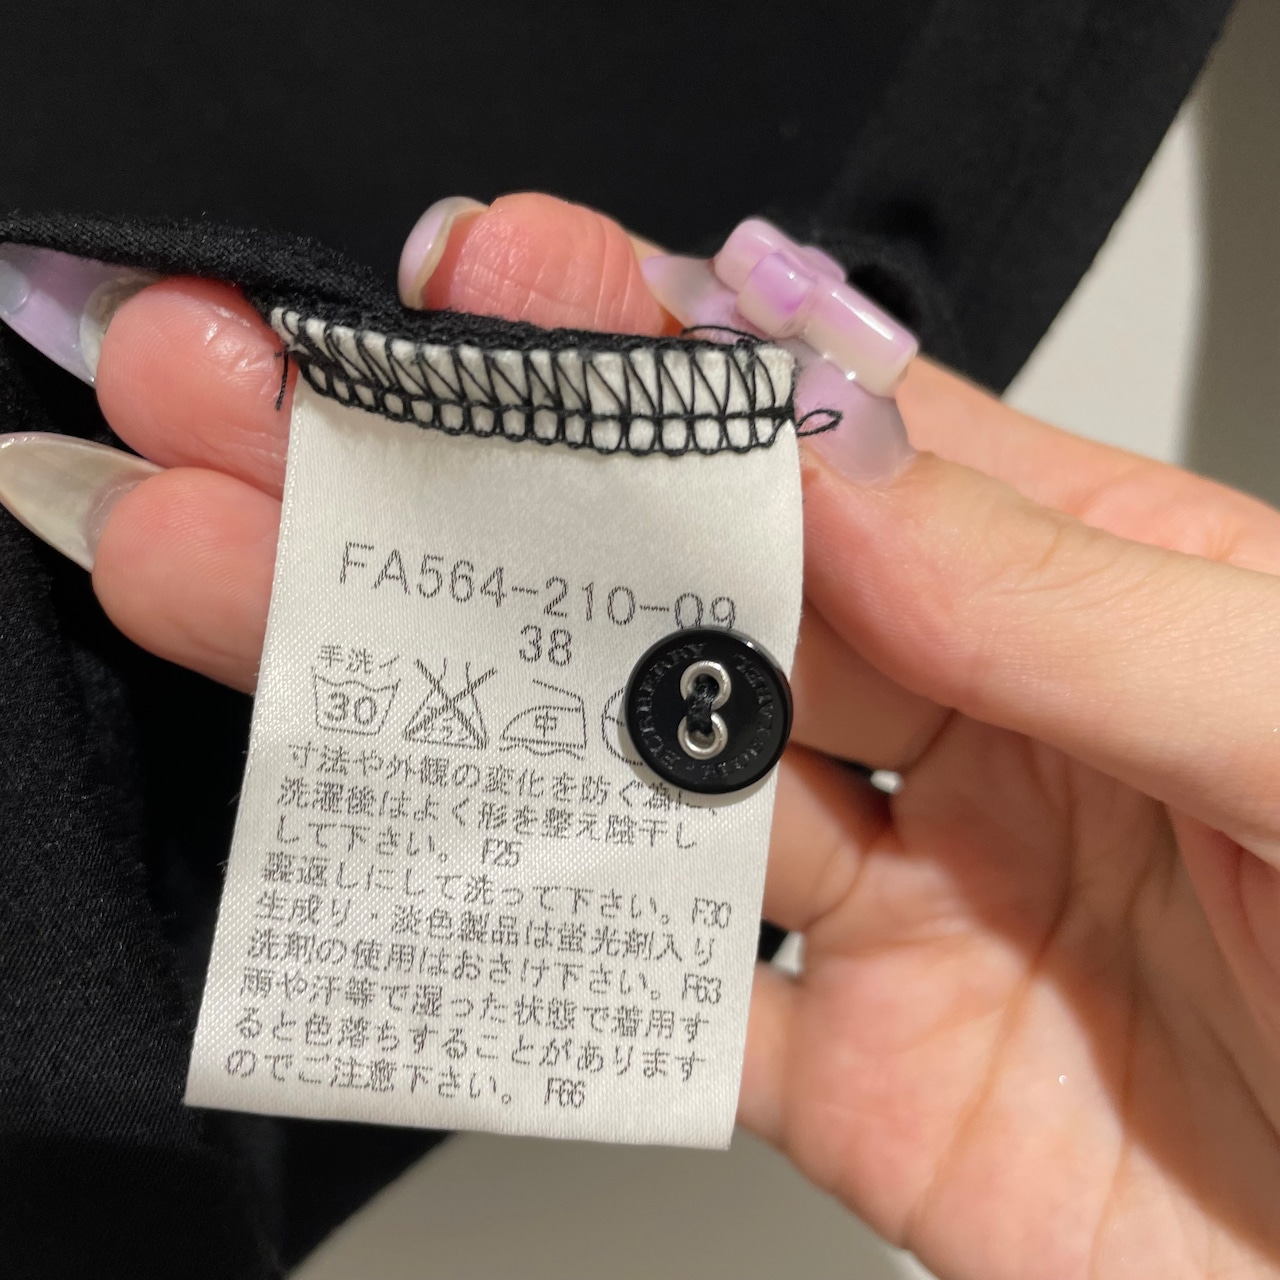 FA564-210-09
38
手洗イ
30 中
寸法や外観の変化を防ぐ為に、
洗濯後はよく形を整え陰干し
して下さい。 F25
裏返しにして洗って下さい。F30
生成り・淡色製品は蛍光剤入り
洗剤の使用はおさけ下さい。F63
雨や汗等で湿った状態で着用す
ると色落ちすることがあります
のでご注意下さい。 F66
BURBERRY